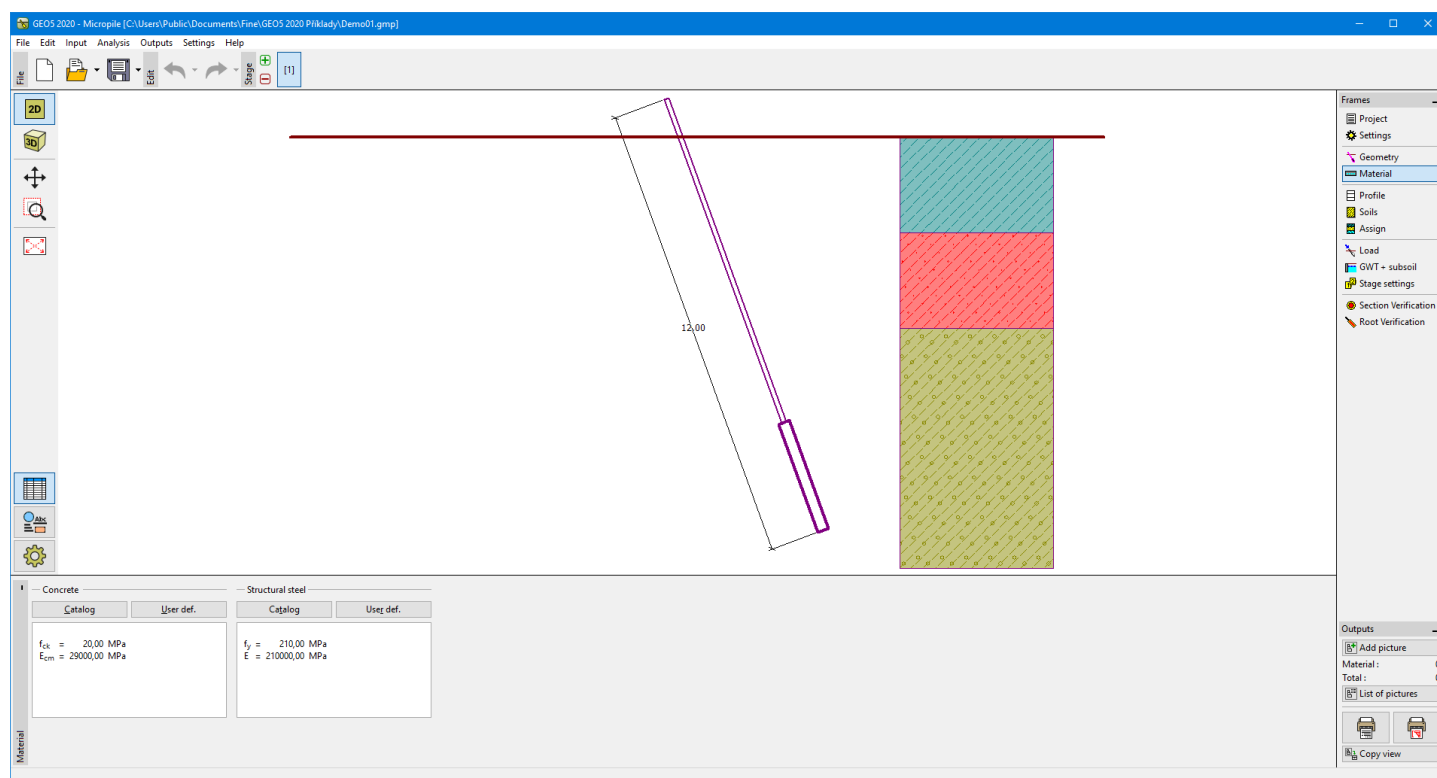 GEO5 2020 - Micropile [C:\Users\Public\Documents\Fine\GEO5 2020 Příklady\Demo01.gmp]
File Edit Input Analysis Outputs Settings Help
File
Edit
Stage
[1]
2D
3D
12,00
Frames
Project
Settings
Geometry
Material
Profile
Soils
Assign
Load
GWT + subsoil
Stage settings
Section Verification
Root Verification
Abc
Material
Concrete
Catalog User def.
fck = 20,00 MPa
Ecm = 29000,00 MPa
Structural steel
Catalog User def.
fy = 210,00 MPa
E = 210000,00 MPa
Outputs
Add picture
Material :
Total :
List of pictures
Copy view